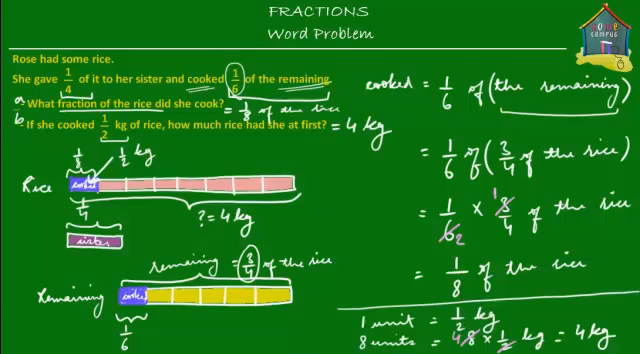 FRACTIONS
Word Problem
HOME CAMPUS
Rose had some rice.
She gave 1/4 of it to her sister and cooked 1/6 of the remaining.
a. What fraction of the rice did she cook? = 1/8 of the rice
b. If she cooked 1/2 kg of rice, how much rice had she at first? = 4 kg
1/8 1/2 kg
Rice cooked
1/4 ? = 4 kg
sister
remaining = 3/4 of the rice
Remaining cooked
1/6
cooked = 1/6 of (the remaining)
= 1/6 of (3/4 of the rice)
= 1/6 2 × 1 3/4 of the rice
= 1/8 of the rice
1 unit = 1/2 kg
8 units = 4 8 × 1/2 kg = 4 kg